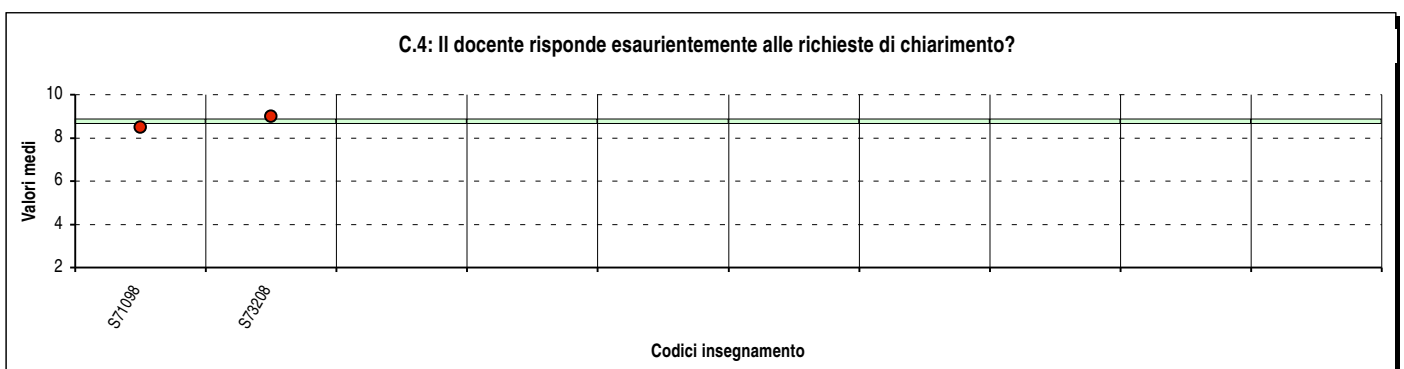 C.4: Il docente risponde esaurientemente alle richieste di chiarimento?
10
8
6
4
2
Valori medi
S71098
S73208
Codici insegnamento